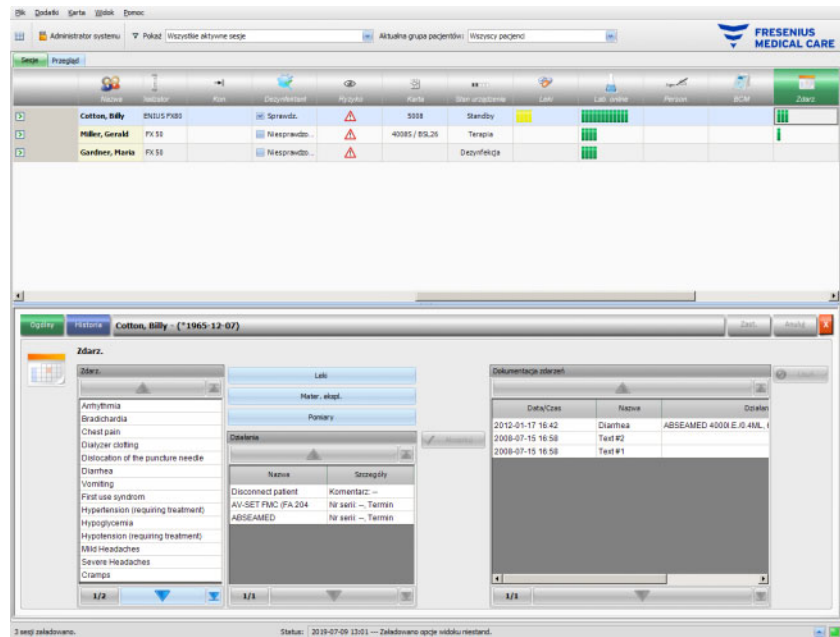 Plik Dodatki Karta Widok Pomoc
Administrator systemu Pokaż Wszystkie aktywne sesje Aktualna grupa pacjentów: Wszyscy pacjenci
FRESENIUS
MEDICAL CARE
Sesje Przegląd
Nazwa Kon. Dezynfektant Ryzyko Karta Stan urządzenia Leki Lab. online Person. BCM Zdarz.
Cotton, Billy Sprawdz. 5008 Standby
Miller, Gerald FX 50 Niesprawdzo... 4008S / BSL26 Terapia
Gardner, Maria FX 50 Niesprawdzo... Dezynfekcja
Ogólny Historia Cotton, Billy - (*1965-12-07) Zast. Anuluj X
Zdarz.
Zdarz.
Arrhythmia
Bradichardia
Chest pain
Dialyzer clotting
Dislocation of the puncture needle
Diarrhea
Vomiting
First use syndrom
Hypertension (requiring treatment)
Hypoglycemia
Hypotension (requiring treatment)
Mild Headaches
Severe Headaches
Cramps
1/2
Leki
Mater. ekspl.
Pomiary
Działania
Nazwa Szczegóły
Disconnect patient Komentarz: --
AV-SET FMC (FA 204 Nr serii: --, Termin
ABSEAMED Nr serii: --, Termin
1/1
Dokumentacja zdarzeń Usuń
Data/Czas Nazwa Działan
2012-01-17 16:42 Diarrhea ABSEAMED 4000I.E./0.4ML,
2008-07-15 16:58 Text #2
2008-07-15 16:58 Text #1
1/1
3 sesji załadowano. Status: 2019-07-09 13:01 --- Załadowano opcje widoku niestand.